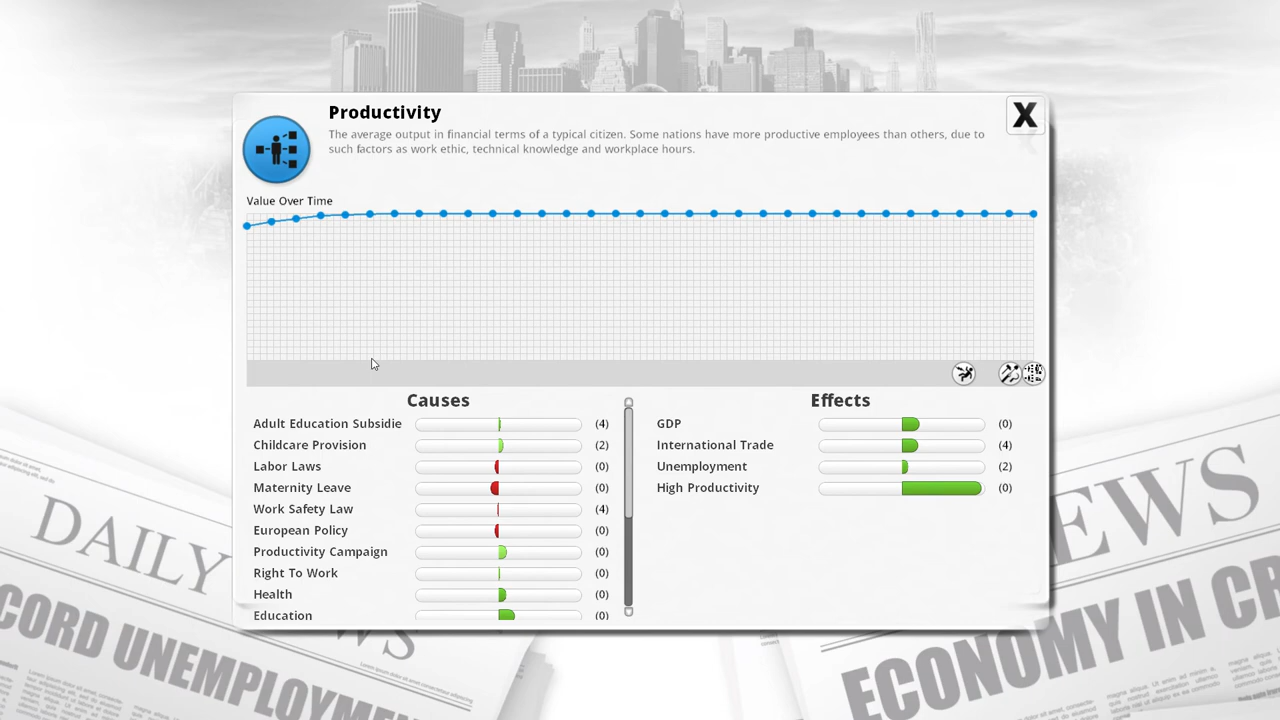 Productivity
The average output in financial terms of a typical citizen. Some nations have more productive employees than others, due to
such factors as work ethic, technical knowledge and workplace hours.
X
Value Over Time
Causes
Adult Education Subsidie (4)
Childcare Provision (2)
Labor Laws (0)
Maternity Leave (0)
Work Safety Law (4)
European Policy (0)
Productivity Campaign (0)
Right To Work (0)
Health (0)
Education (0)
Effects
GDP (0)
International Trade (4)
Unemployment (2)
High Productivity (0)
DAILY
WS
CORD UNEMPLOYME
EWS
ECONOMY IN CR